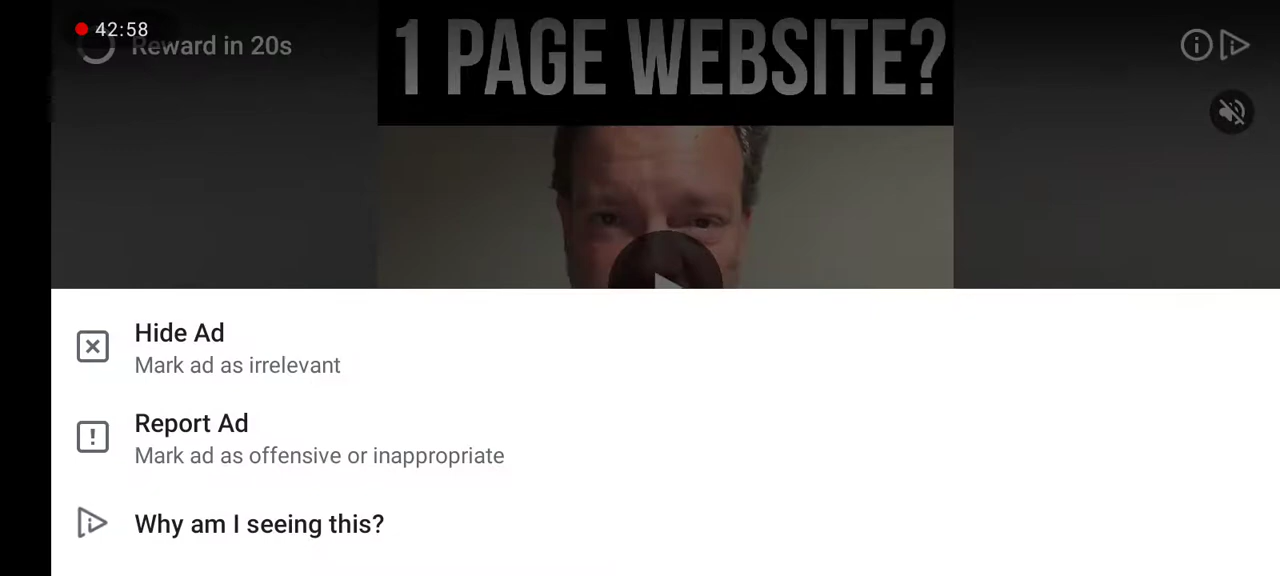 42:58
Reward in 20s
1 PAGE WEBSITE?
Hide Ad
Mark ad as irrelevant
Report Ad
Mark ad as offensive or inappropriate
Why am I seeing this?